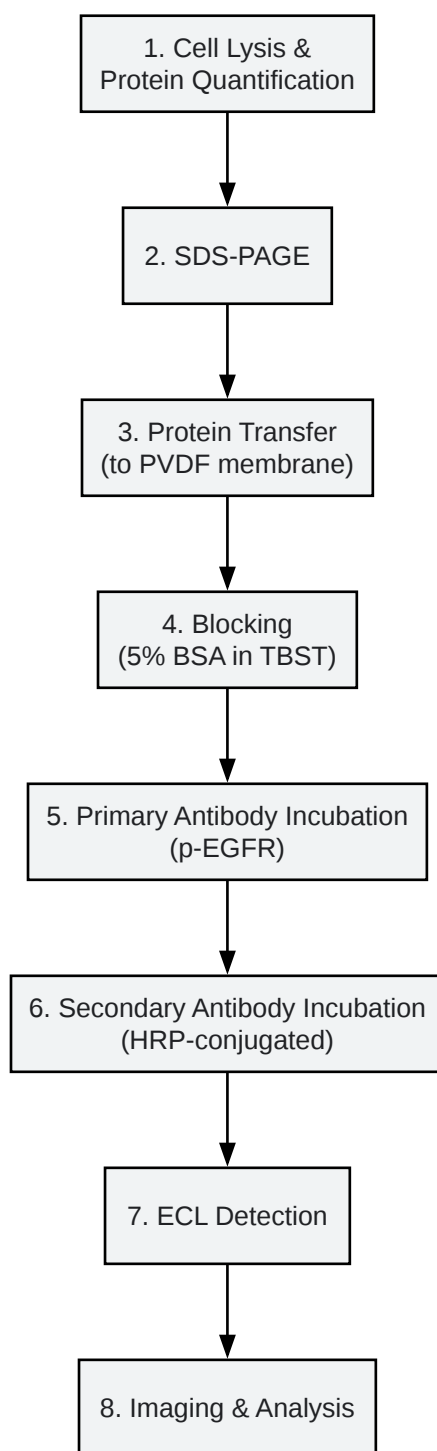 1. Cell Lysis &
Protein Quantification
2. SDS-PAGE
3. Protein Transfer
(to PVDF membrane)
4. Blocking
(5% BSA in TBST)
5. Primary Antibody Incubation
(p-EGFR)
6. Secondary Antibody Incubation
(HRP-conjugated)
7. ECL Detection
8. Imaging & Analysis